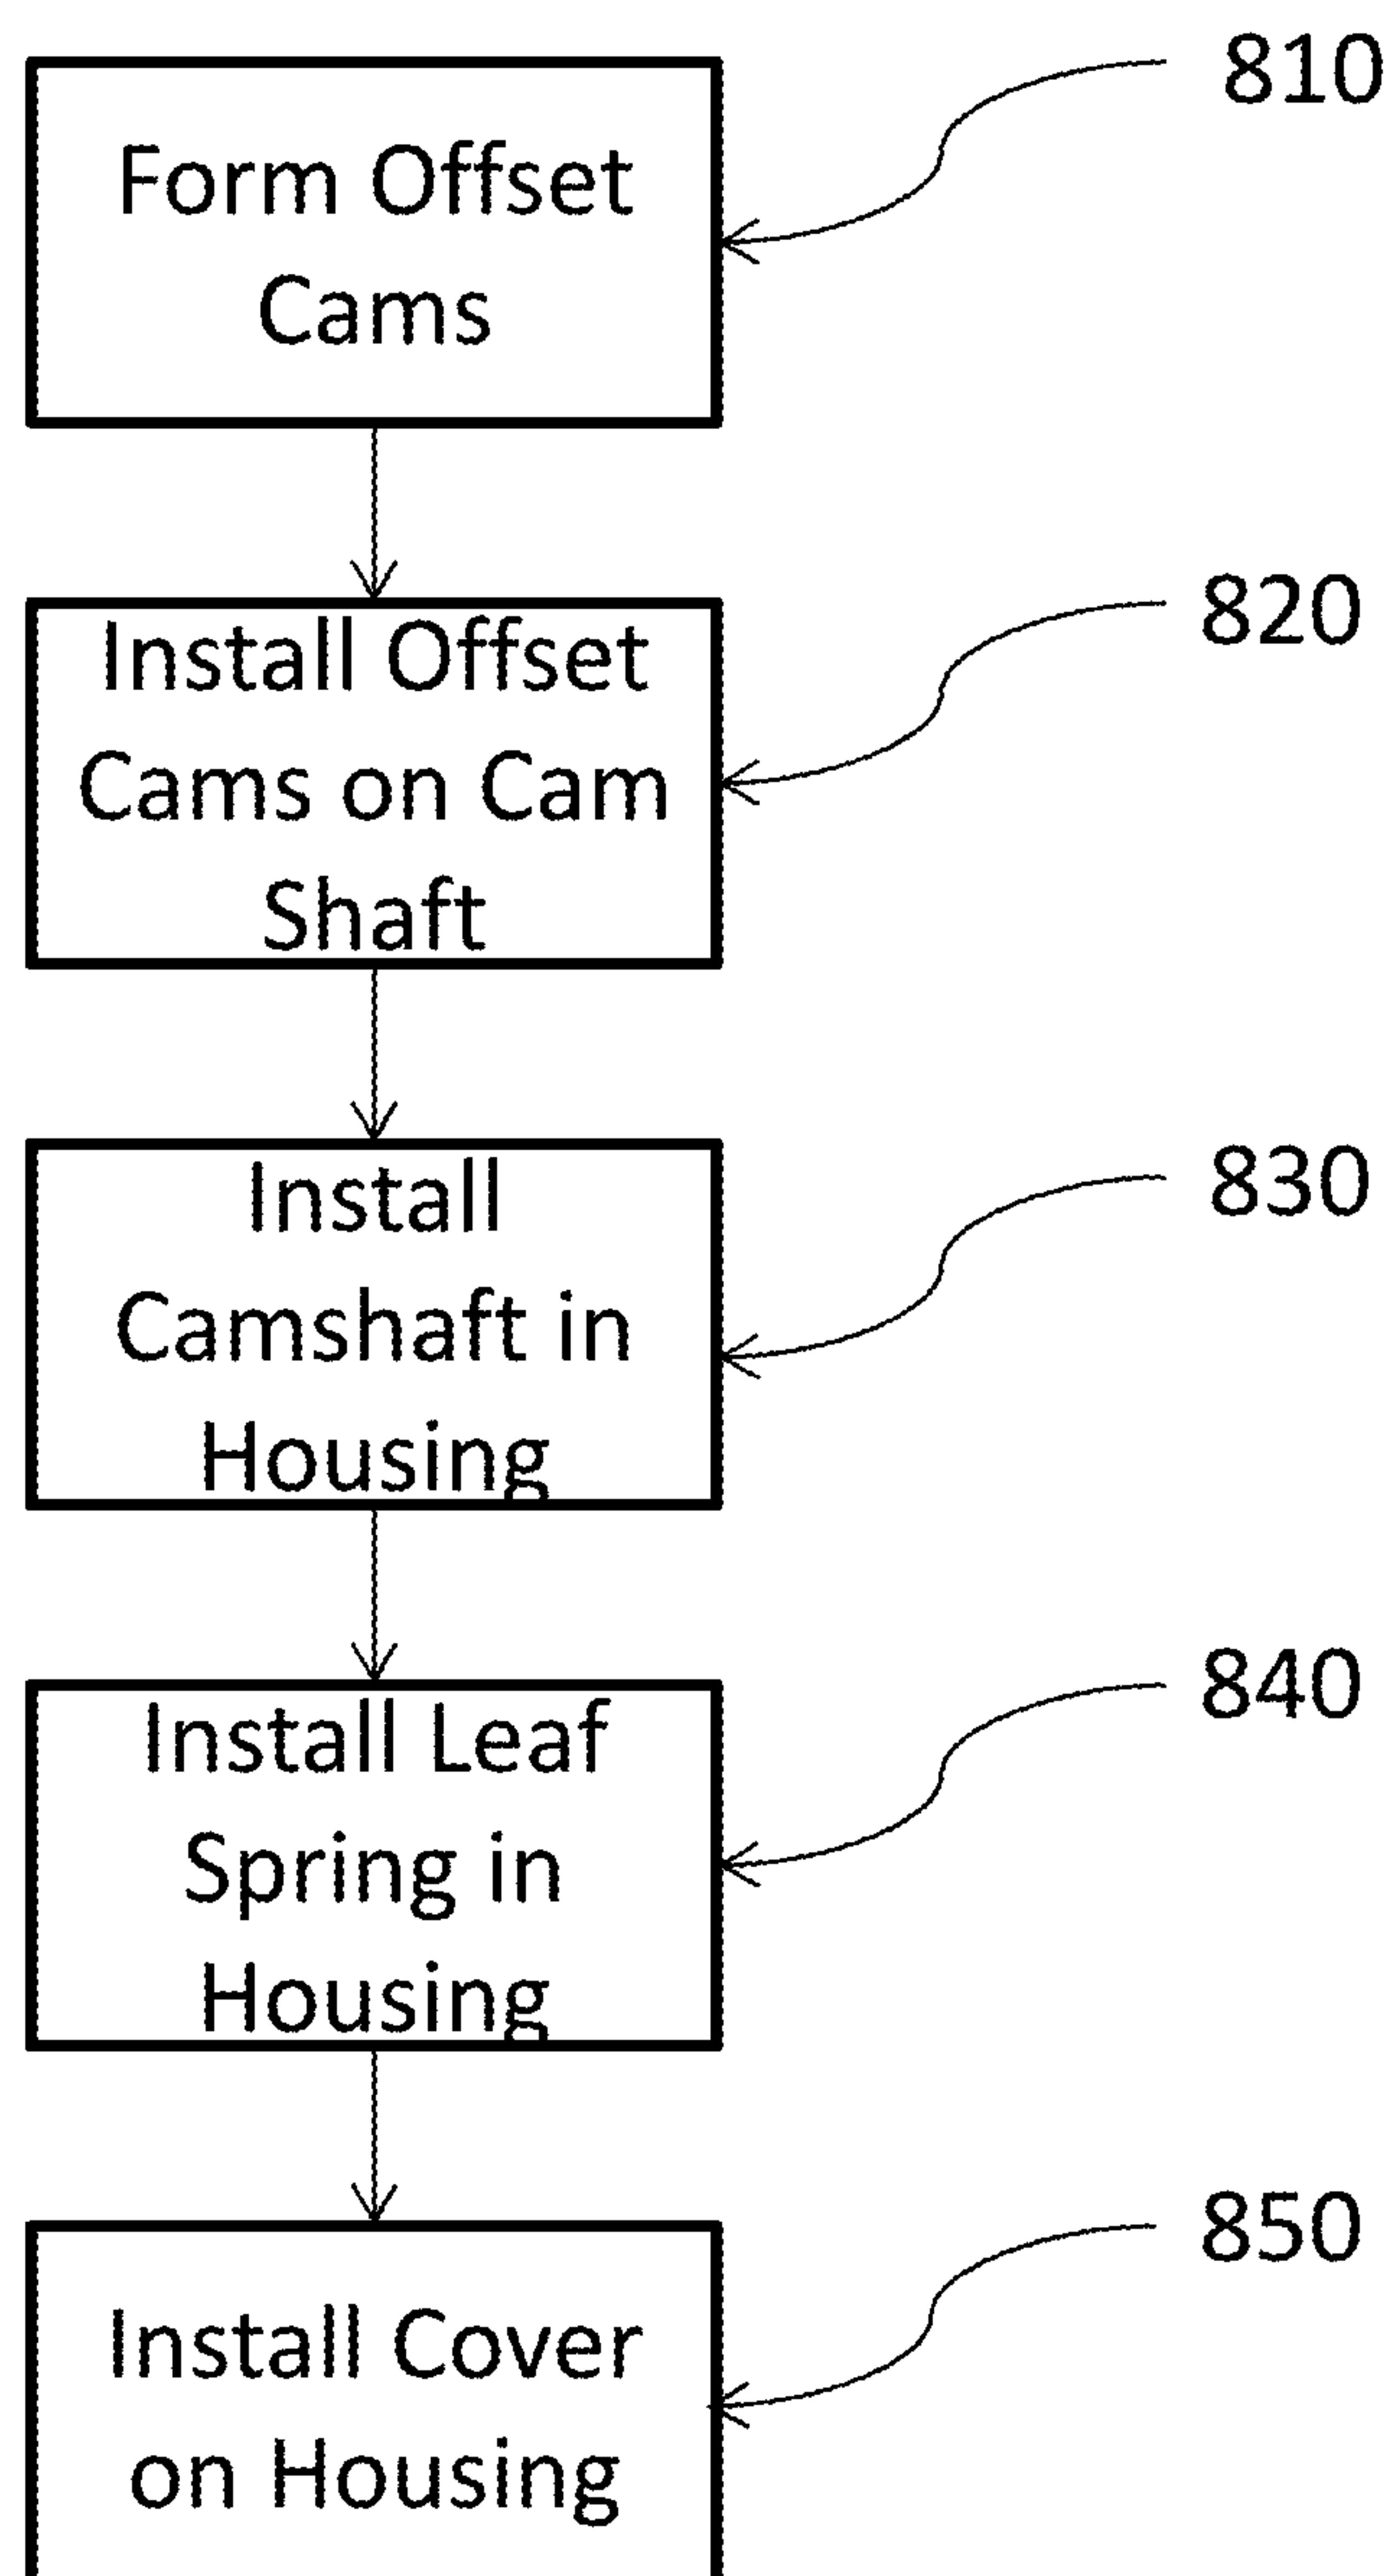 810
Form Offset
Cams
820
Install Offset
Cams on Cam
Shaft
830
Install
Camshaft in
Housing
840
Install Leaf
Spring in
Housing
850
Install Cover
on Housing